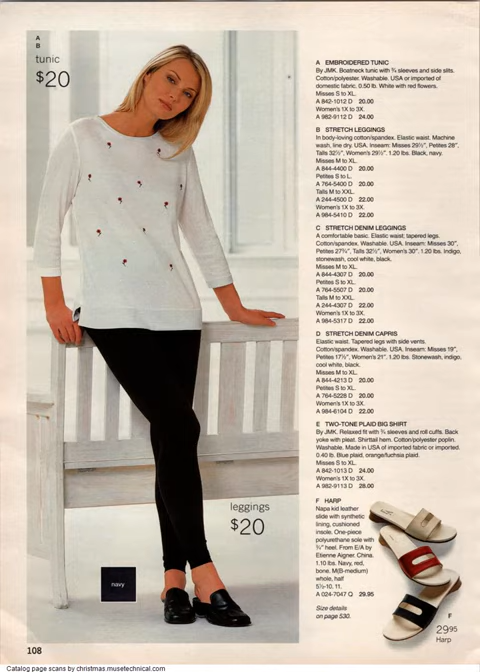 A
B
tunic
$20
A EMBROIDERED TUNIC
By JMK. Boatneck tunic with ¾ sleeves and side slits.
Cotton/polyester. Washable. USA or imported of
domestic fabric. 0.50 lb. White with red flowers.
Misses S to XL.
A 842-1012 D 20.00
Women's 1X to 3X.
A 982-9112 D 24.00
B STRETCH LEGGINGS
In body-loving cotton/spandex. Elastic waist. Machine
wash, line dry. USA. Inseam: Misses 29½", Petites 28",
Talls 32½", Women's 29½". 1.20 lbs. Black, navy.
Misses M to XL.
A 844-4400 D 20.00
Petites S to L.
A 764-5400 D 20.00
Talls M to XXL.
A 244-4500 D 22.00
Women's 1X to 3X.
A 984-5410 D 22.00
C STRETCH DENIM LEGGINGS
A comfortable basic. Elastic waist; tapered legs.
Cotton/spandex. Washable. USA. Inseam: Misses 30",
Petites 27¾", Talls 32½", Women's 30". 1.20 lbs. Indigo,
stonewash, cool white, black.
Misses M to XL.
A 844-4307 D 20.00
Petites S to XL.
A 764-5507 D 20.00
Talls M to XXL.
A 244-4307 D 22.00
Women's 1X to 3X.
A 984-5317 D 22.00
D STRETCH DENIM CAPRIS
Elastic waist. Tapered legs with side vents.
Cotton/spandex. Washable. USA. Inseam: Misses 19",
Petites 17½", Women's 21". 1.20 lbs. Stonewash, indigo,
cool white, black.
Misses M to XL.
A 844-4213 D 20.00
Petites S to XL.
A 764-5228 D 20.00
Women's 1X to 3X.
A 984-6104 D 22.00
E TWO-TONE PLAID BIG SHIRT
By JMK. Relaxed fit with ¾ sleeves and roll cuffs. Back
yoke with pleat. Shirttail hem. Cotton/polyester poplin.
Washable. Made in USA of imported fabric or imported.
0.40 lb. Blue plaid, orange/fuchsia plaid.
Misses S to XL.
A 842-1013 D 24.00
Women's 1X to 3X.
A 982-9113 D 28.00
F HARP
Napa kid leather
slide with synthetic
lining, cushioned
insole. One-piece
polyurethane sole with
¾" heel. From E/A by
Etienne Aigner. China.
1.10 lbs. Navy, red,
bone. M(B-medium)
whole, half
5½-10, 11.
A 024-7047 Q 29.95
Size details
on page 530.
leggings
$20
navy
F
29.95
Harp
108
Catalog page scans by christmas.musetechnical.com